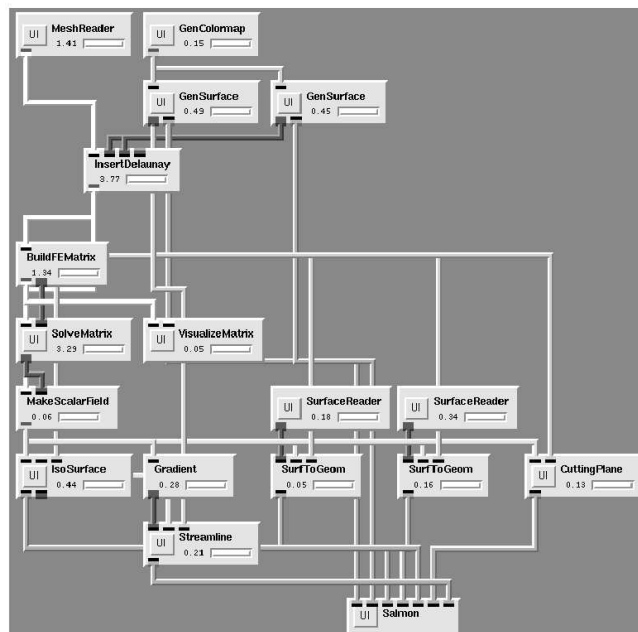 UI MeshReader
1.41
UI GenColormap
0.15
UI GenSurface
0.49
UI GenSurface
0.45
InsertDelaunay
3.77
BuildFEMatrix
1.34
UI SolveMatrix
3.29
UI VisualizeMatrix
0.05
MakeScalarField
0.06
UI SurfaceReader
0.18
UI SurfaceReader
0.34
UI IsoSurface
0.44
Gradient
0.28
SurfToGeom
0.05
SurfToGeom
0.16
UI CuttingPlane
0.13
UI Streamline
0.21
UI Salmon